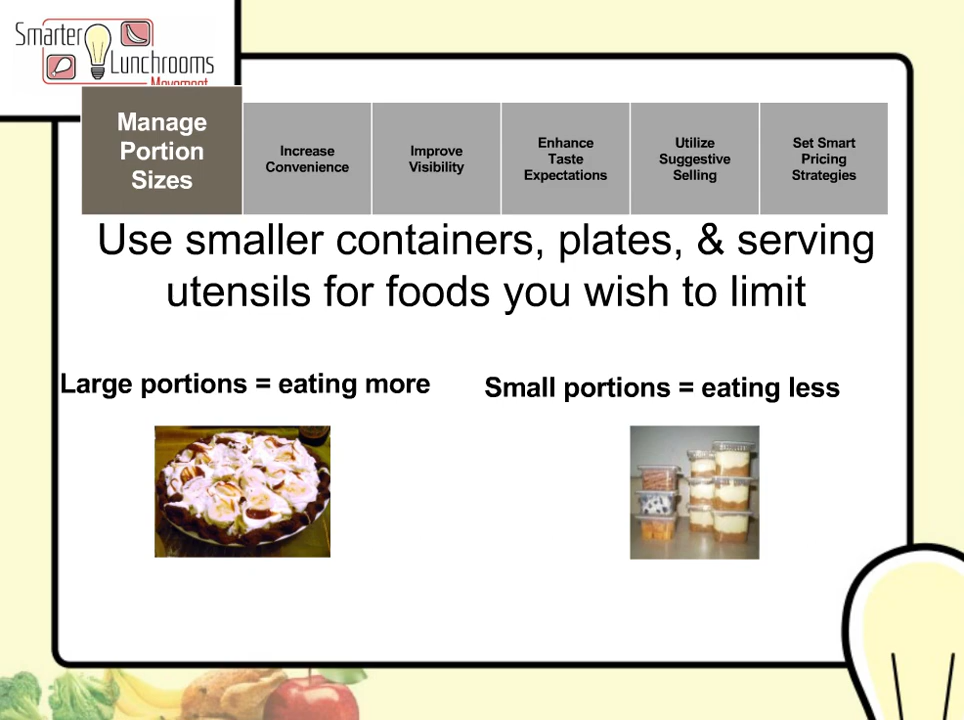 Smarter
Lunchrooms
Movement
Manage
Portion
Sizes
Increase
Convenience
Improve
Visibility
Enhance
Taste
Expectations
Utilize
Suggestive
Selling
Set Smart
Pricing
Strategies
Use smaller containers, plates, & serving
utensils for foods you wish to limit
Large portions = eating more
Small portions = eating less